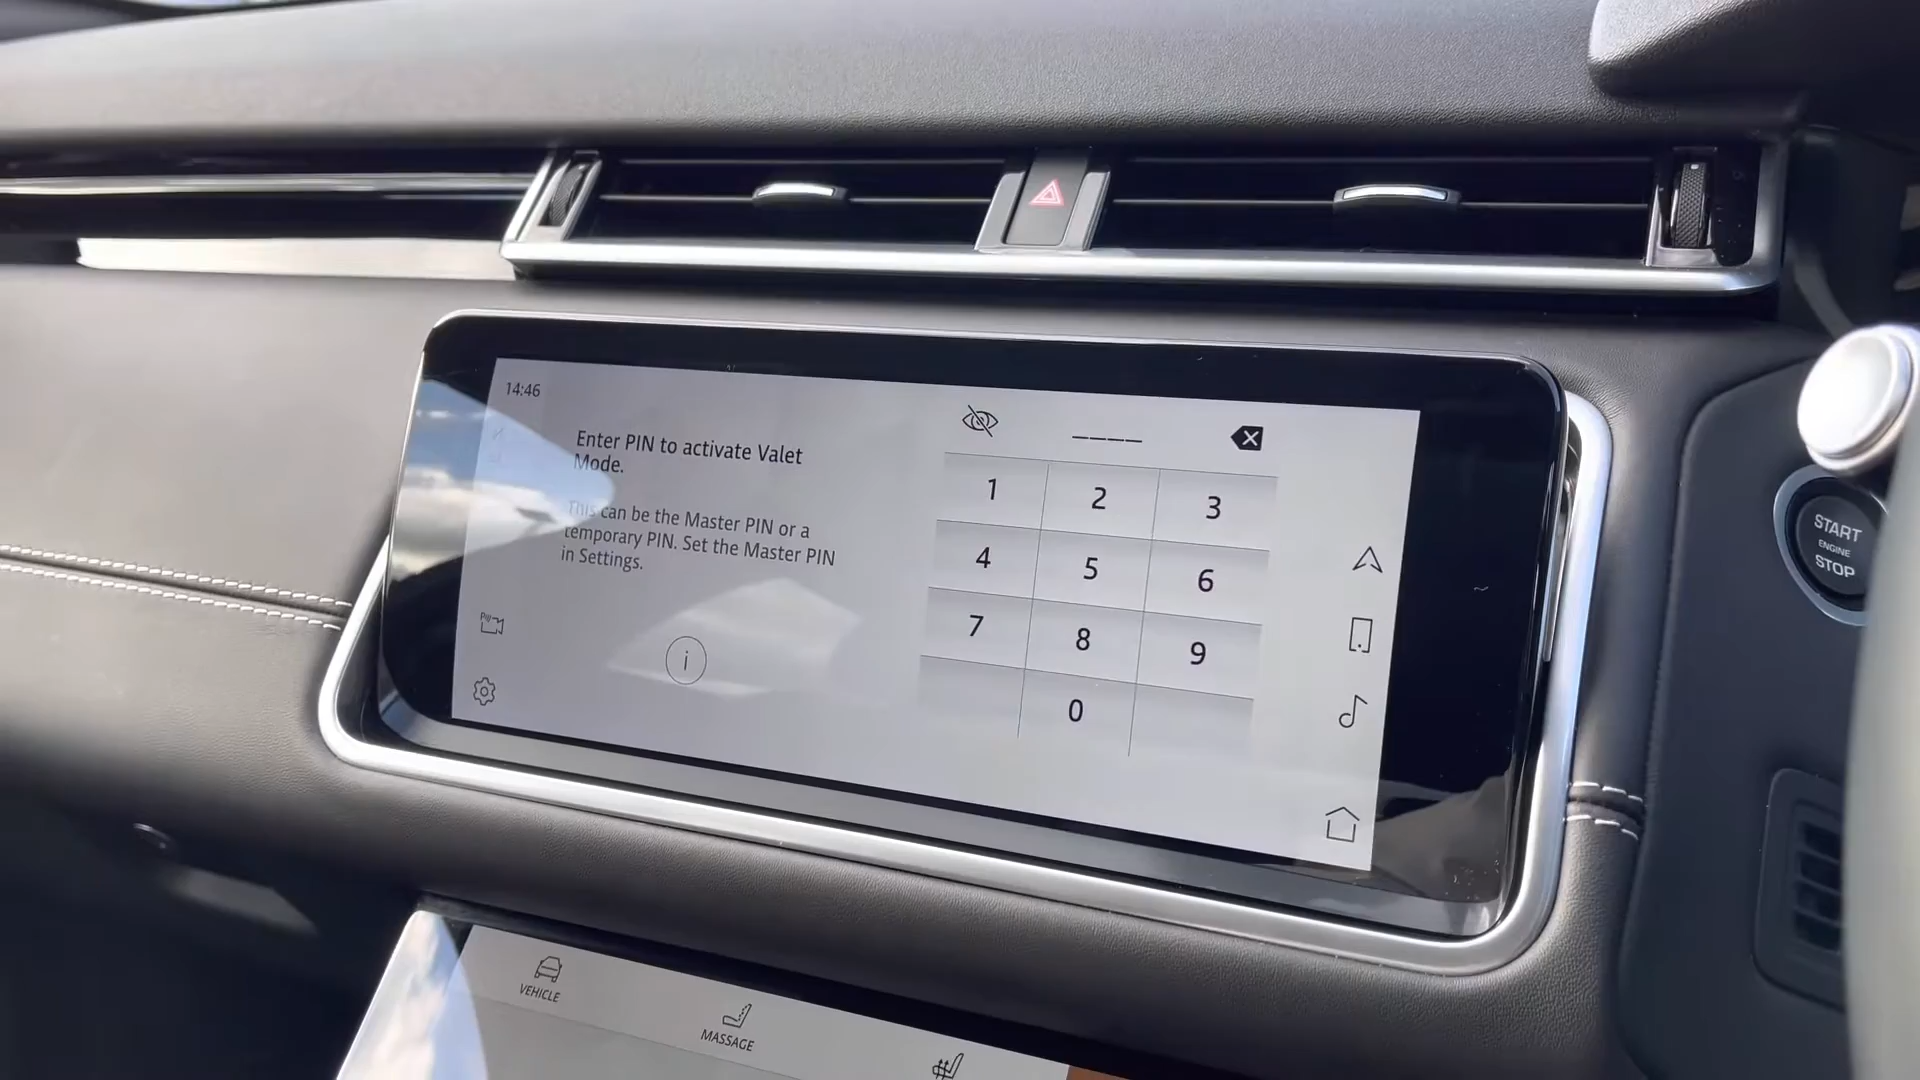 14:46
Enter PIN to activate Valet
Mode.
This can be the Master PIN or a
temporary PIN. Set the Master PIN
in Settings.
i
____
1 2 3
4 5 6
7 8 9
0
START
ENGINE
STOP
VEHICLE
MASSAGE